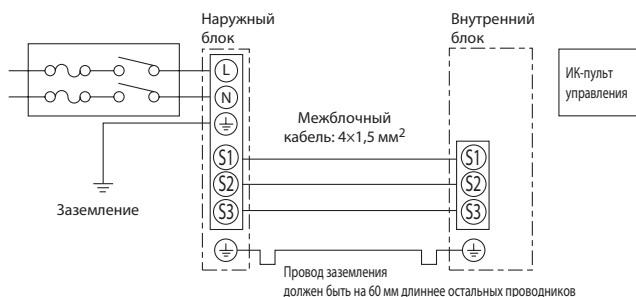 Наружный
блок
Внутренний
блок
L
N
ИК-пульт
управления
Межблочный
кабель: 4×1,5 мм²
S1
S2
S3
S1
S2
S3
Заземление
Провод заземления
должен быть на 60 мм длиннее остальных проводников